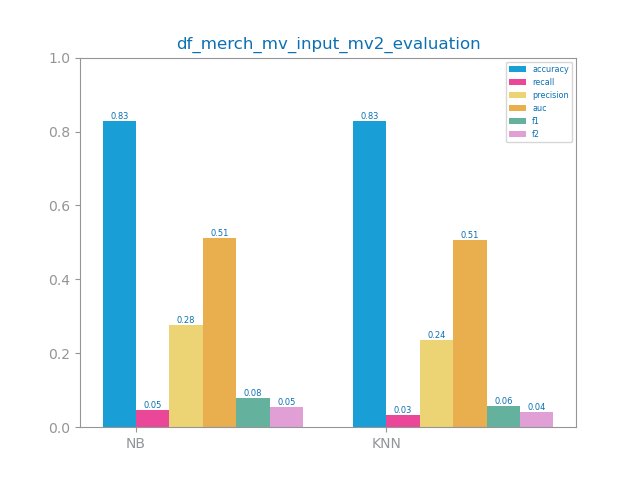 df_merch_mv_input_mv2_evaluation
1.0
0.8
0.6
0.4
0.2
0.0
accuracy
recall
precision
auc
f1
f2
0.83
0.05
0.28
0.51
0.08
0.05
0.83
0.03
0.24
0.51
0.06
0.04
NB
KNN